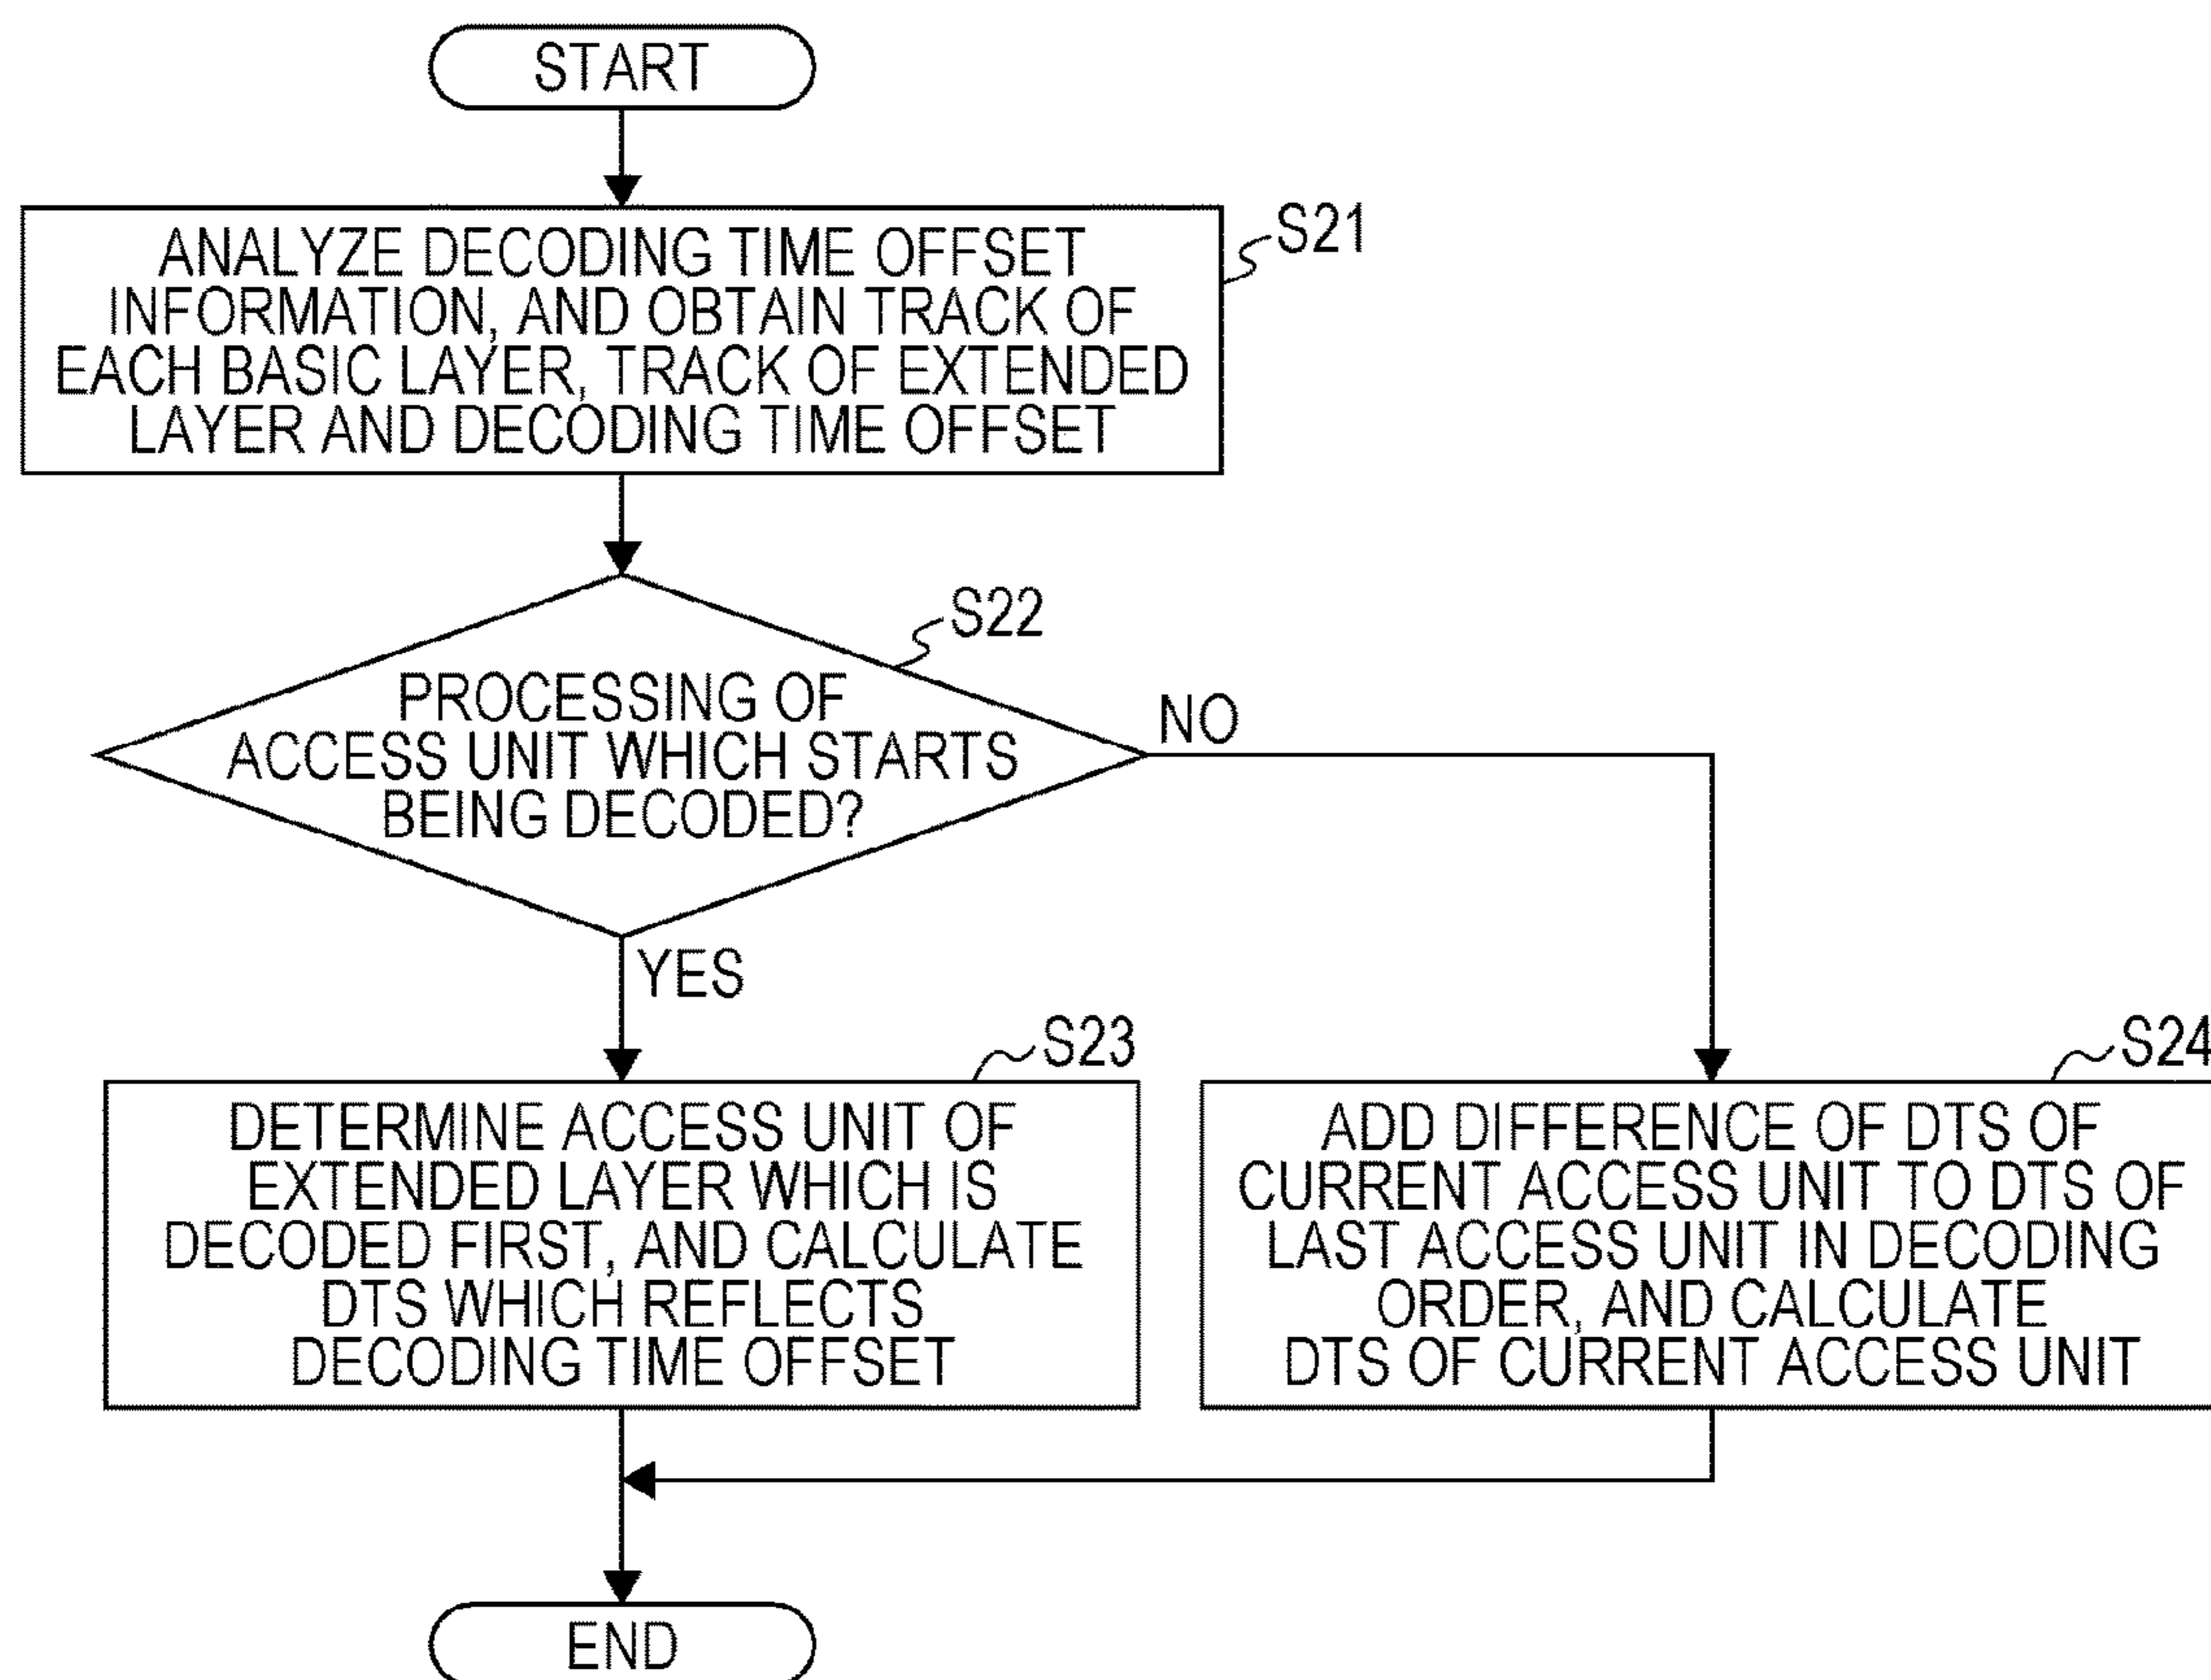 START
S21
ANALYZE DECODING TIME OFFSET
INFORMATION, AND OBTAIN TRACK OF
EACH BASIC LAYER, TRACK OF EXTENDED
LAYER AND DECODING TIME OFFSET
S22
PROCESSING OF
ACCESS UNIT WHICH STARTS
BEING DECODED?
NO
YES
S23
DETERMINE ACCESS UNIT OF
EXTENDED LAYER WHICH IS
DECODED FIRST, AND CALCULATE
DTS WHICH REFLECTS
DECODING TIME OFFSET
S24
ADD DIFFERENCE OF DTS OF
CURRENT ACCESS UNIT TO DTS OF
LAST ACCESS UNIT IN DECODING
ORDER, AND CALCULATE
DTS OF CURRENT ACCESS UNIT
END